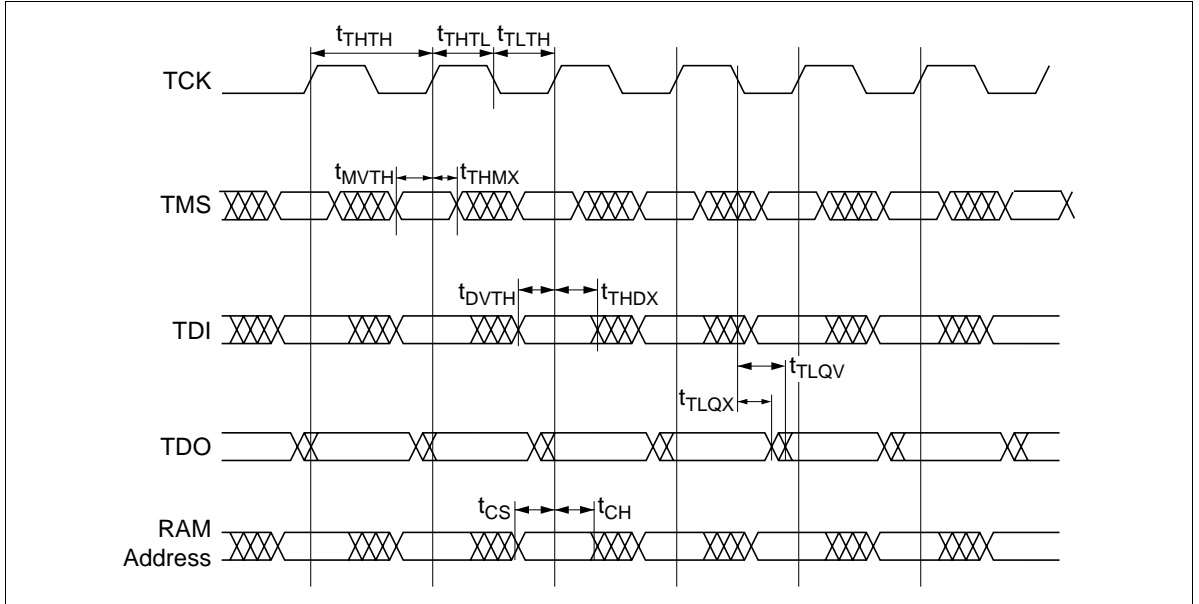 tTHTH tTHTL tTLTH
TCK
tMVTH tTHMX
TMS
tDVTH tTHDX
TDI
tTLQV
tTLQX
TDO
tCS tCH
RAM
Address